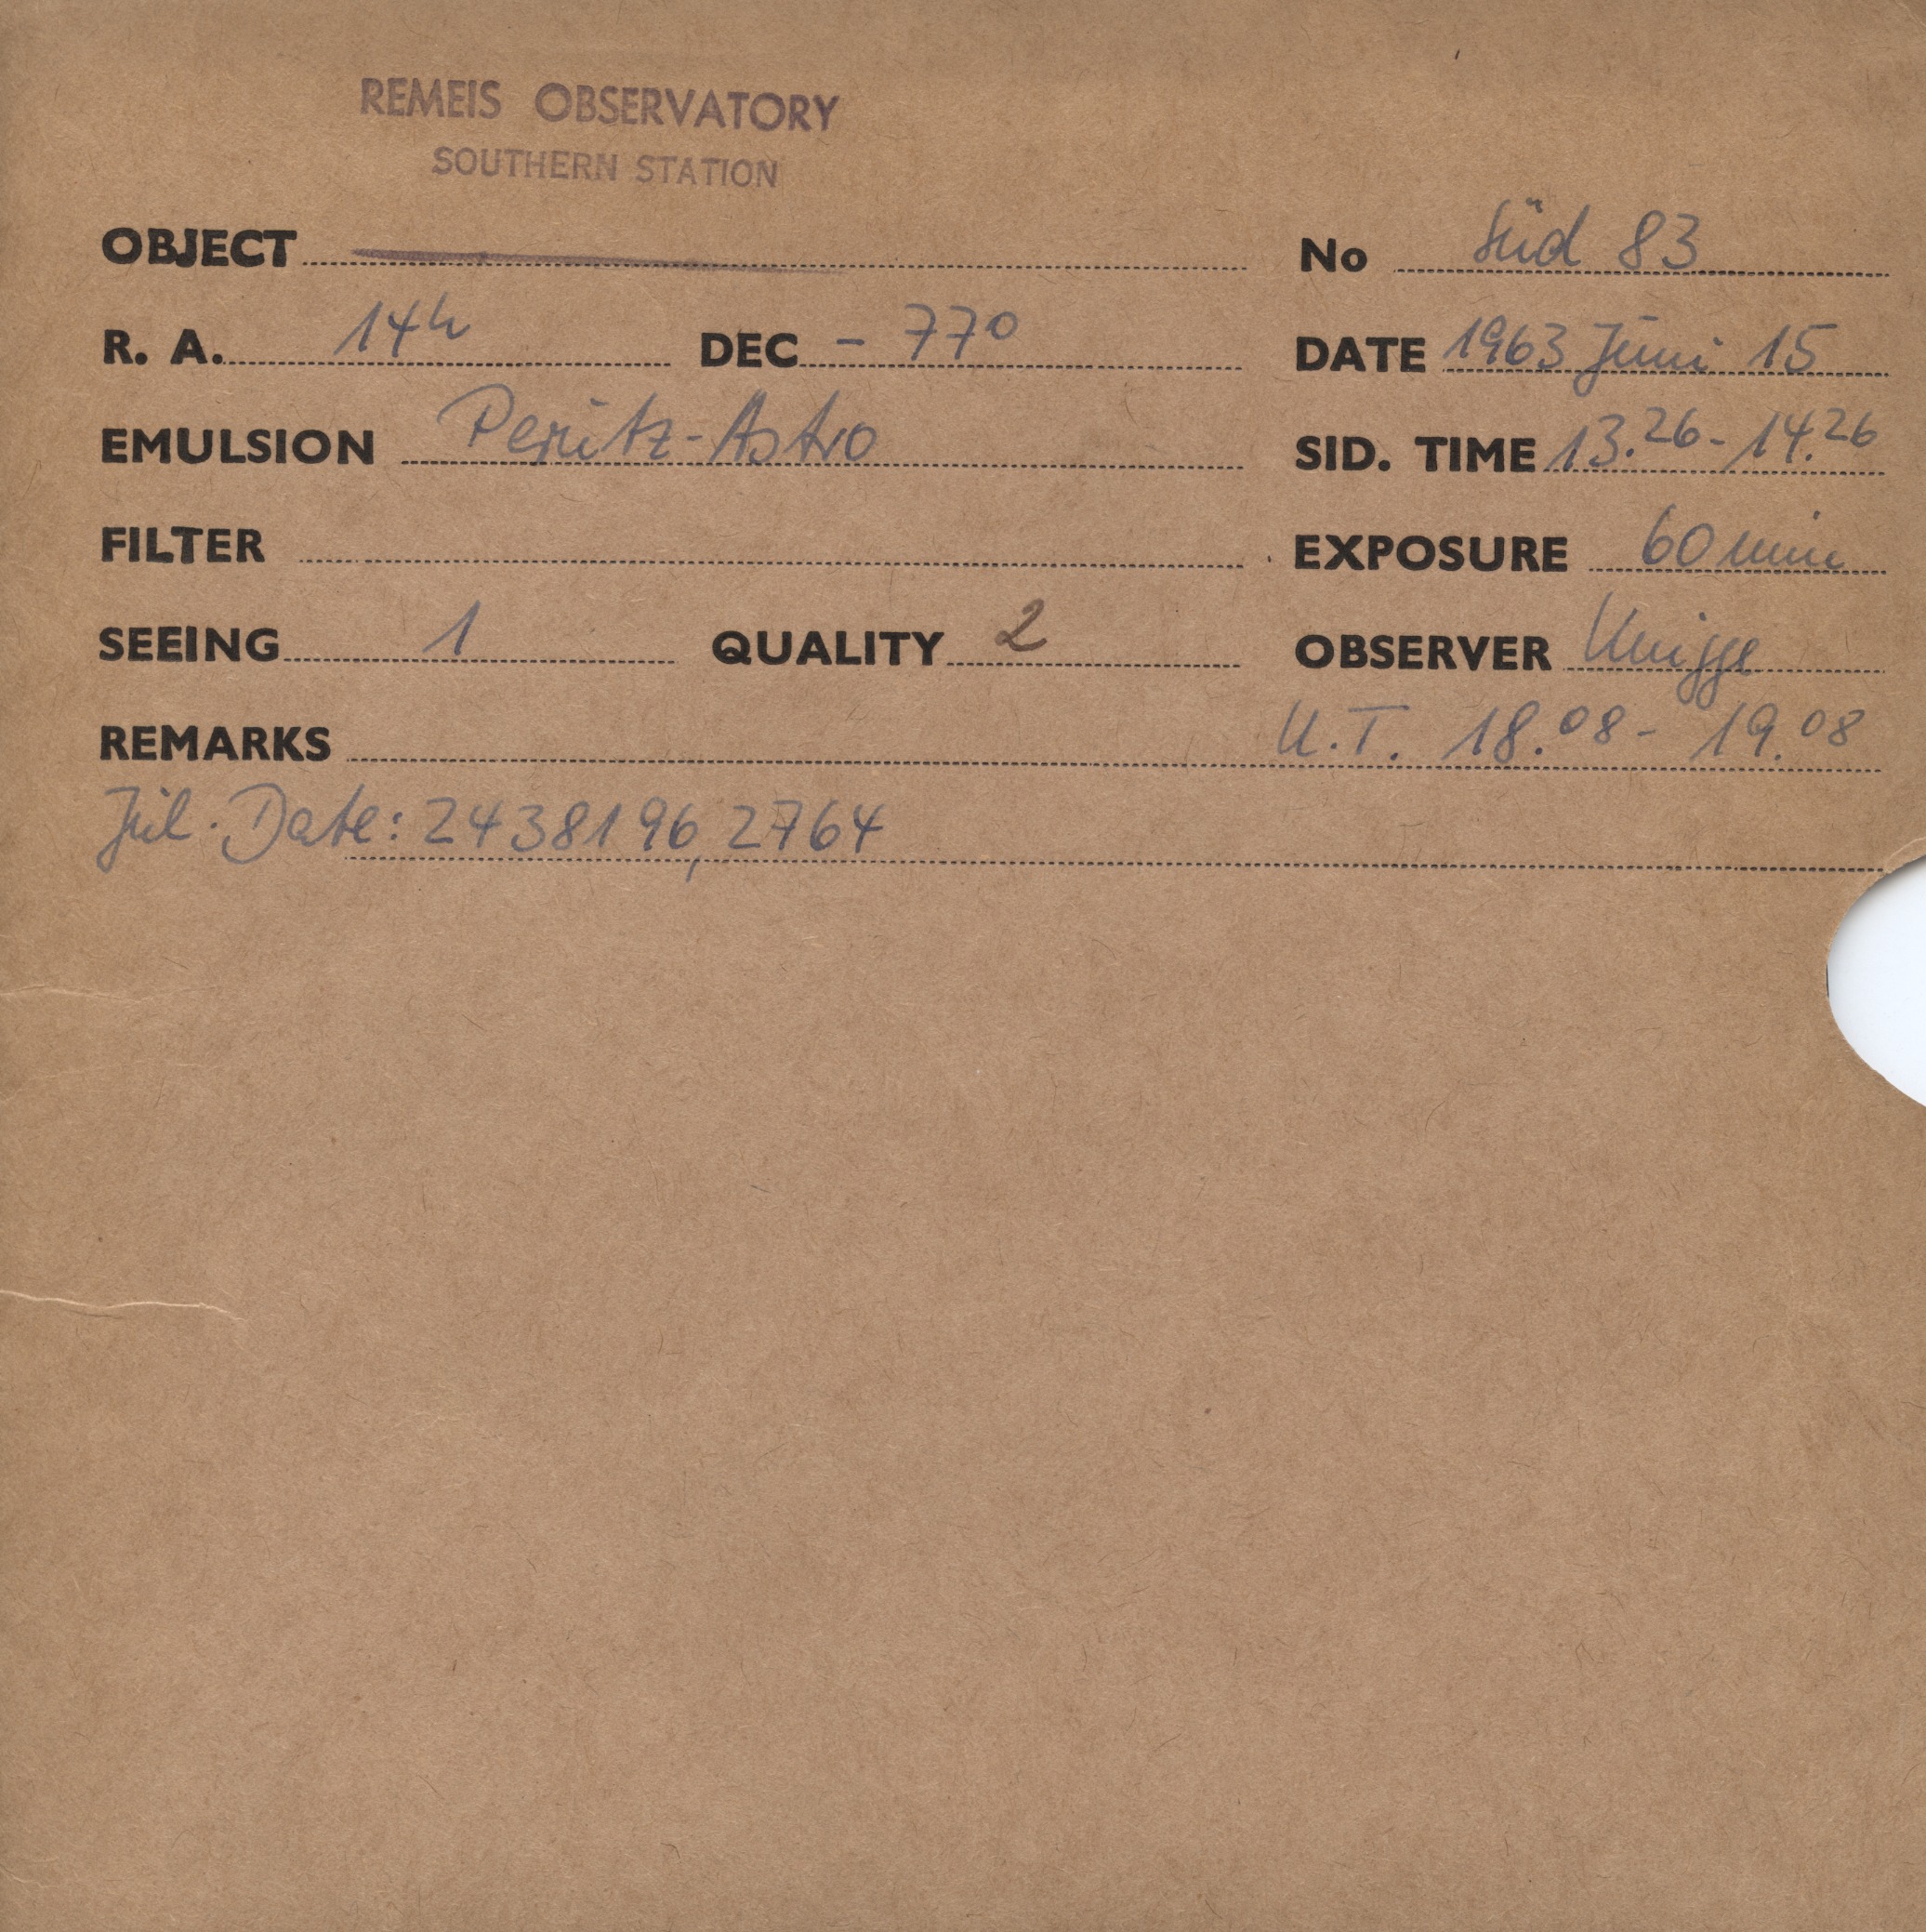 REMEIS OBSERVATORY
SOUTHERN STATION
OBJECT No Süd 83
R. A. 14h DEC - 77° DATE 1963 Juni 15
EMULSION Perutz-Astro SID. TIME 13.26 - 14.26
FILTER EXPOSURE 60 min
SEEING 1 QUALITY 2 OBSERVER Knigge
REMARKS U.T. 18.08 - 19.08
Jul. Date: 2438196,2764